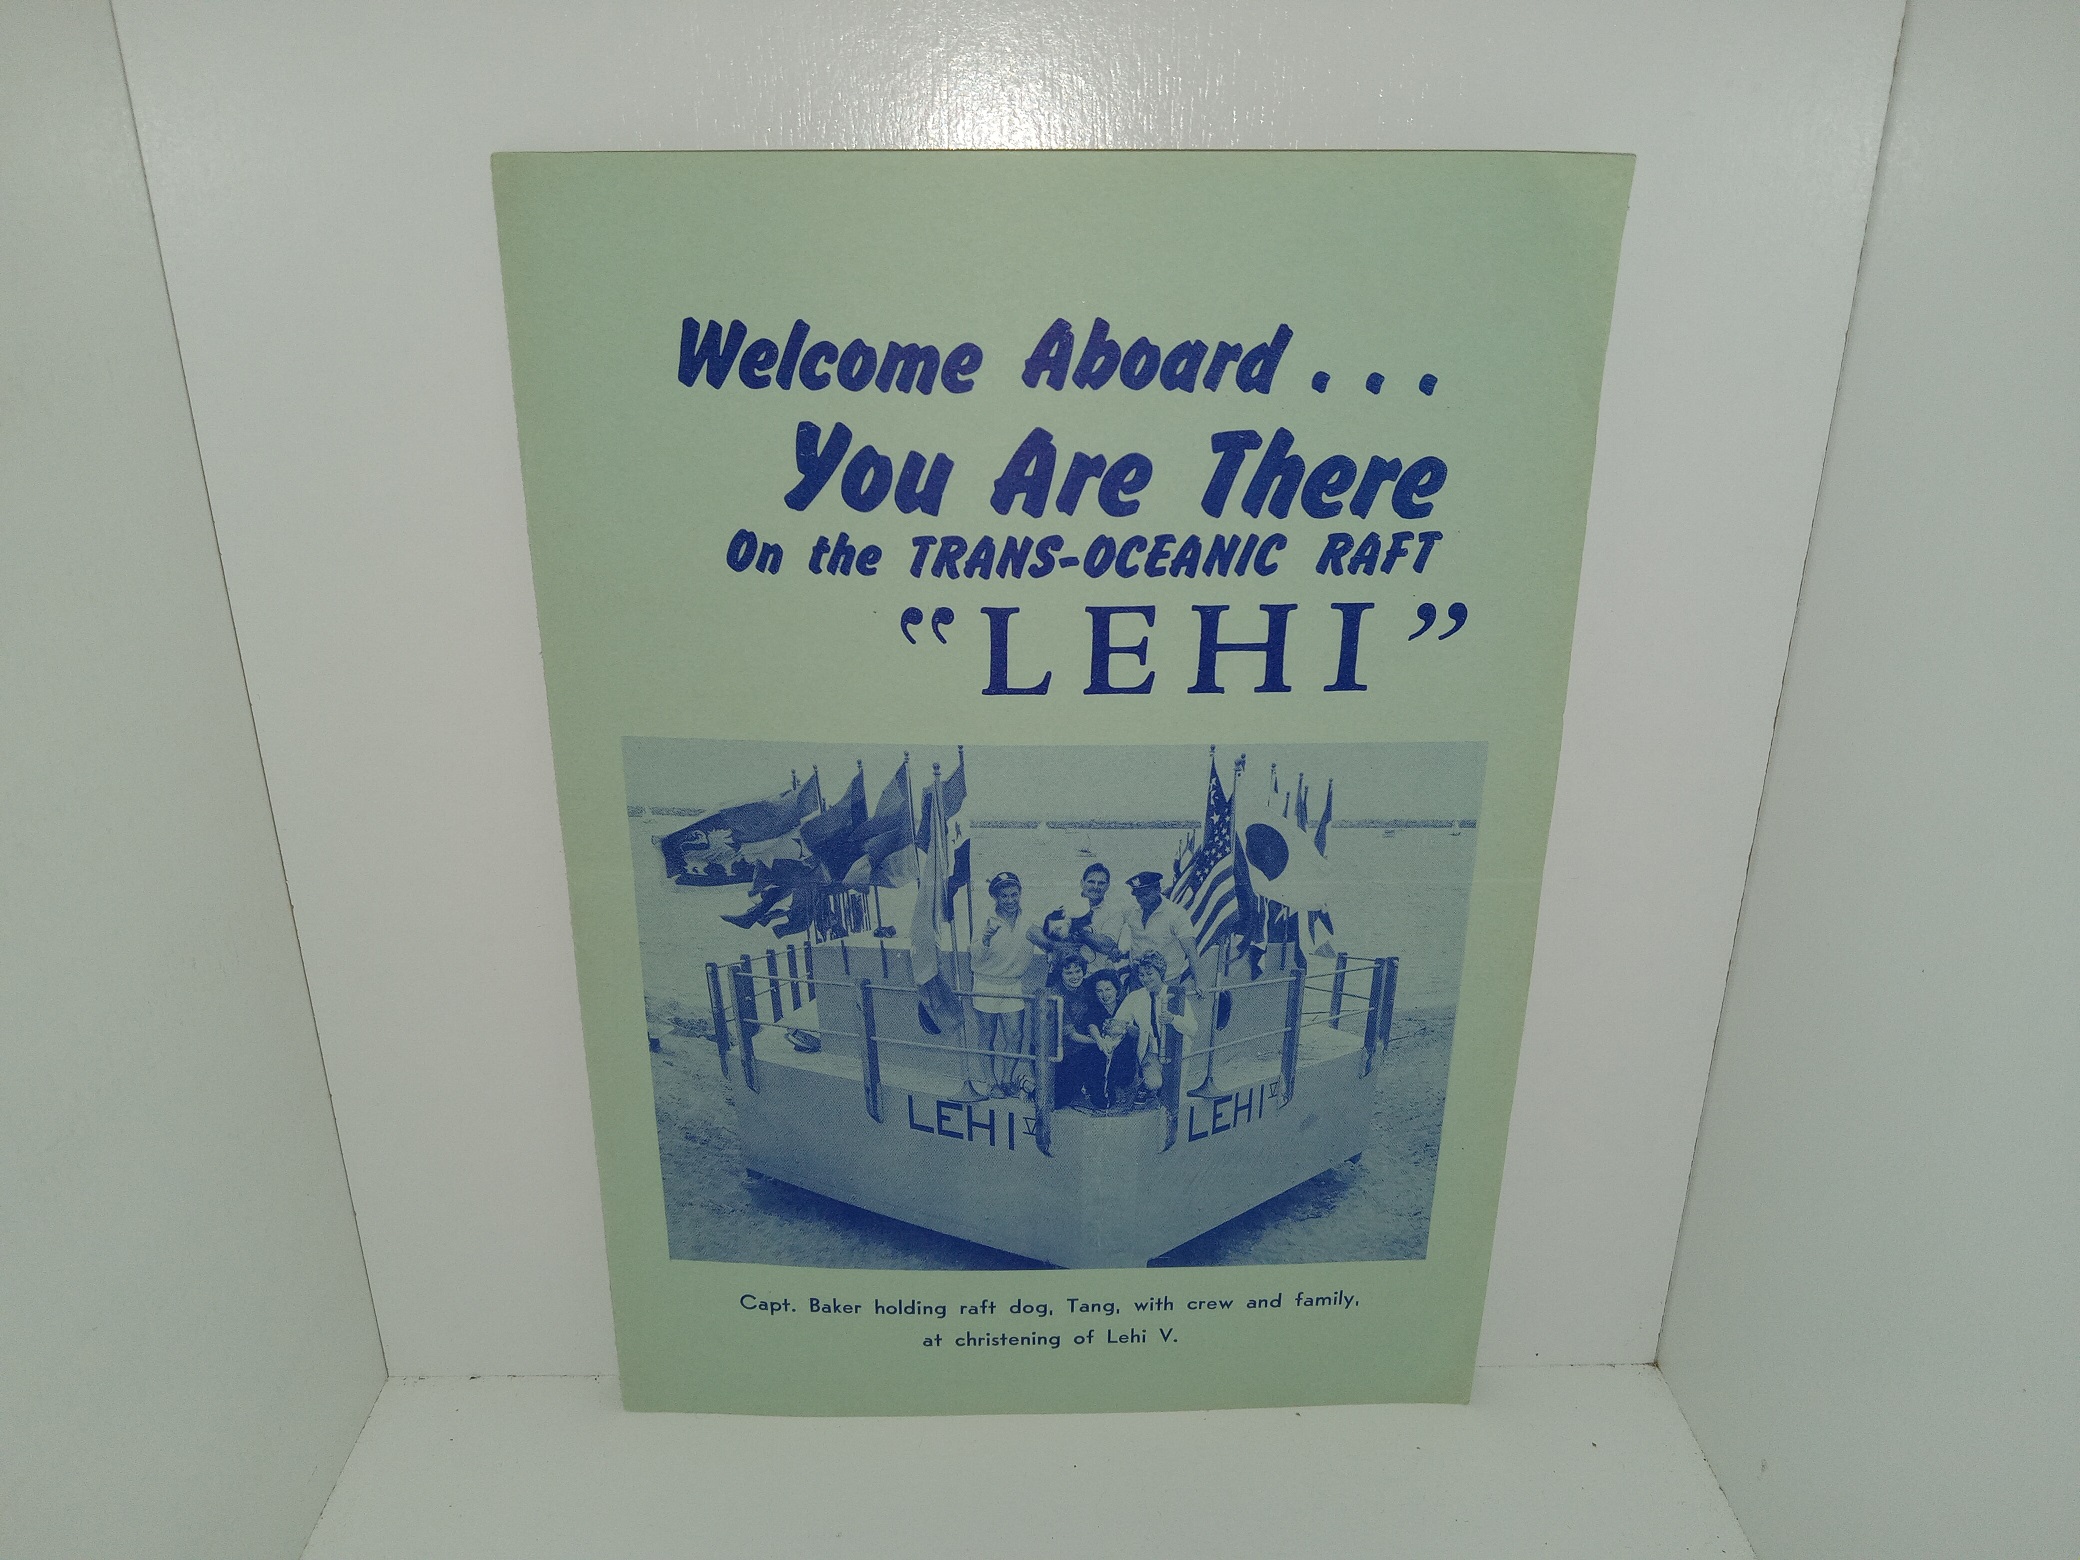 Welcome Aboard . . .
You Are There
On the TRANS-OCEANIC RAFT
“LEHI”
LEHI V
LEHI V
Capt. Baker holding raft dog, Tang, with crew and family,
at christening of Lehi V.